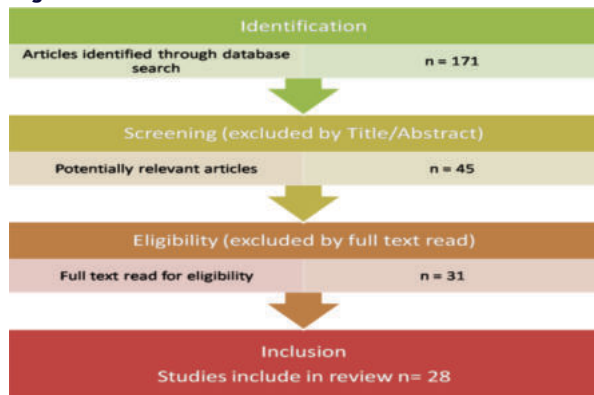 Identification
Articles identified through database
search
n = 171
Screening (excluded by Title/Abstract)
Potentially relevant articles
n = 45
Eligibility (excluded by full text read)
Full text read for eligibility
n = 31
Inclusion
Studies include in review n= 28